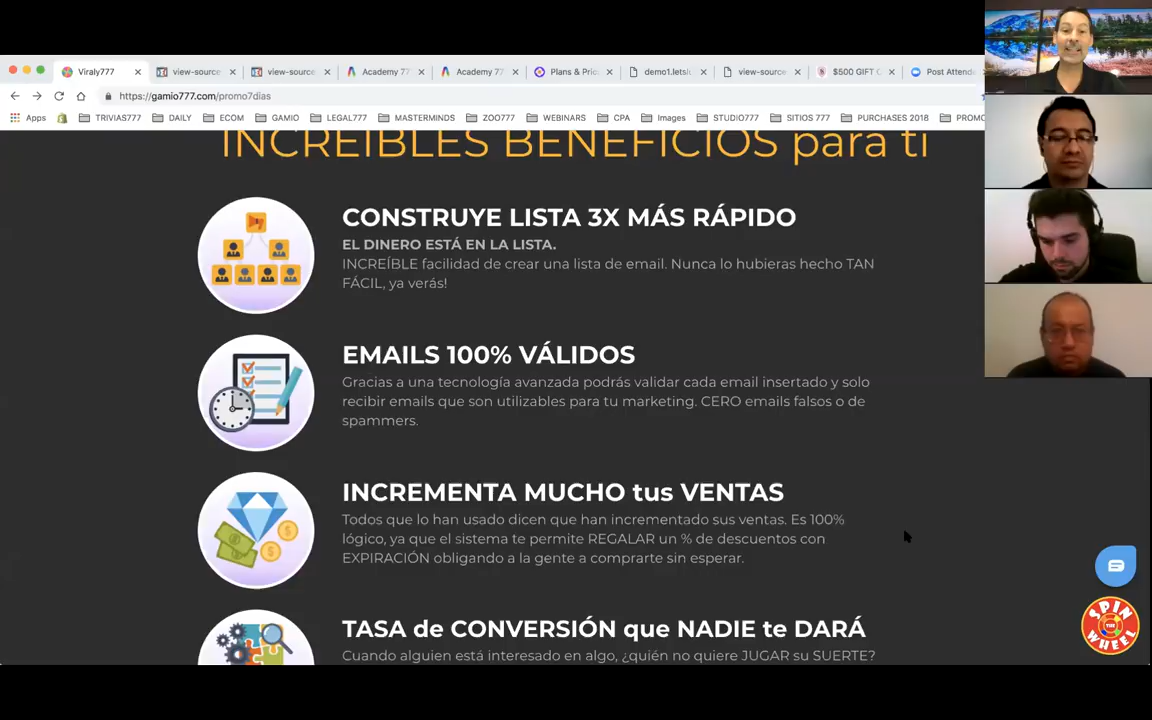 Viraly777
view-source
view-source
Academy 77
Academy 77
Plans & Pric
demo1.letsl
view-source
$500 GIFT C
Post Attende
https://gamio777.com/promo7dias
Apps
TRIVIAS777
DAILY
ECOM
GAMIO
LEGAL777
MASTERMINDS
ZOO777
WEBINARS
CPA
Images
STUDIO777
SITIOS 777
PURCHASES 2018
PROMO
INCREÍBLES BENEFICIOS para ti
CONSTRUYE LISTA 3X MÁS RÁPIDO
EL DINERO ESTÁ EN LA LISTA.
INCREÍBLE facilidad de crear una lista de email. Nunca lo hubieras hecho TAN
FÁCIL, ya verás!
EMAILS 100% VÁLIDOS
Gracias a una tecnología avanzada podrás validar cada email insertado y solo
recibir emails que son utilizables para tu marketing. CERO emails falsos o de
spammers.
INCREMENTA MUCHO tus VENTAS
Todos que lo han usado dicen que han incrementado sus ventas. Es 100%
lógico, ya que el sistema te permite REGALAR un % de descuentos con
EXPIRACIÓN obligando a la gente a comprarte sin esperar.
TASA de CONVERSIÓN que NADIE te DARÁ
Cuando alguien está interesado en algo, ¿quién no quiere JUGAR su SUERTE?
SPIN
THE
WHEEL